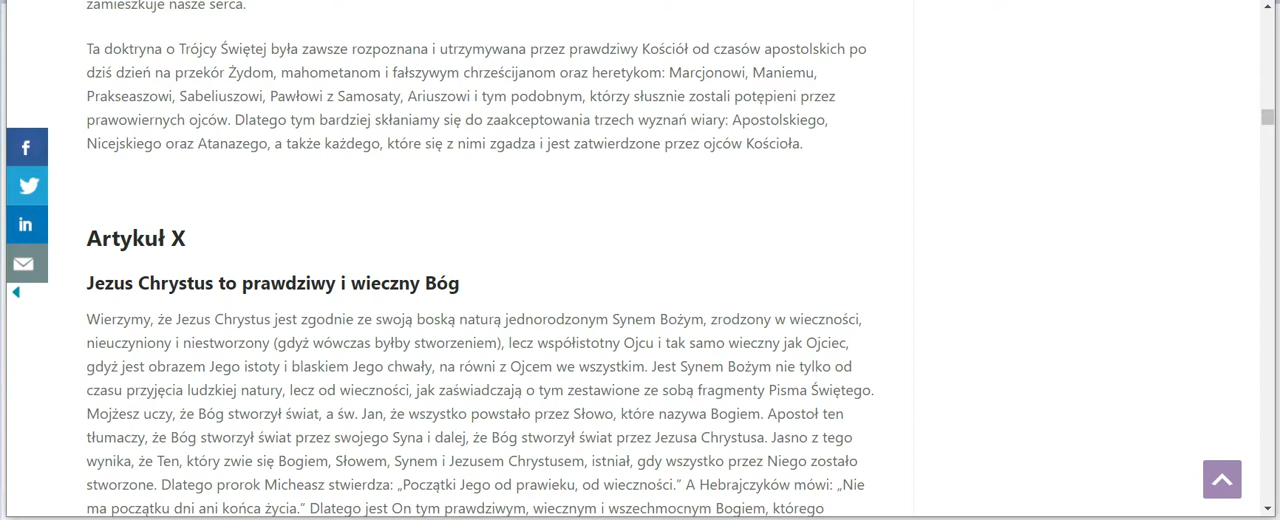 zamieszkuje nasze serca.
Ta doktryna o Trójcy Świętej była zawsze rozpoznana i utrzymywana przez prawdziwy Kościół od czasów apostolskich po
dziś dzień na przekór Żydom, mahometanom i fałszywym chrześcijanom oraz heretykom: Marcjonowi, Maniemu,
Prakseaszowi, Sabeliuszowi, Pawłowi z Samosaty, Ariuszowi i tym podobnym, którzy słusznie zostali potępieni przez
prawowiernych ojców. Dlatego tym bardziej skłaniamy się do zaakceptowania trzech wyznań wiary: Apostolskiego,
Nicejskiego oraz Atanazego, a także każdego, które się z nimi zgadza i jest zatwierdzone przez ojców Kościoła.
Artykuł X
Jezus Chrystus to prawdziwy i wieczny Bóg
Wierzymy, że Jezus Chrystus jest zgodnie ze swoją boską naturą jednorodzonym Synem Bożym, zrodzony w wieczności,
nieuczyniony i niestworzony (gdyż wówczas byłby stworzeniem), lecz współistotny Ojcu i tak samo wieczny jak Ojciec,
gdyż jest obrazem Jego istoty i blaskiem Jego chwały, na równi z Ojcem we wszystkim. Jest Synem Bożym nie tylko od
czasu przyjęcia ludzkiej natury, lecz od wieczności, jak zaświadczają o tym zestawione ze sobą fragmenty Pisma Świętego.
Mojżesz uczy, że Bóg stworzył świat, a św. Jan, że wszystko powstało przez Słowo, które nazywa Bogiem. Apostoł ten
tłumaczy, że Bóg stworzył świat przez swojego Syna i dalej, że Bóg stworzył świat przez Jezusa Chrystusa. Jasno z tego
wynika, że Ten, który zwie się Bogiem, Słowem, Synem i Jezusem Chrystusem, istniał, gdy wszystko przez Niego zostało
stworzone. Dlatego prorok Micheasz stwierdza: „Początki Jego od prawieku, od wieczności.” A Hebrajczyków mówi: „Nie
ma początku dni ani końca życia.” Dlatego jest On tym prawdziwym, wiecznym i wszechmocnym Bogiem, którego